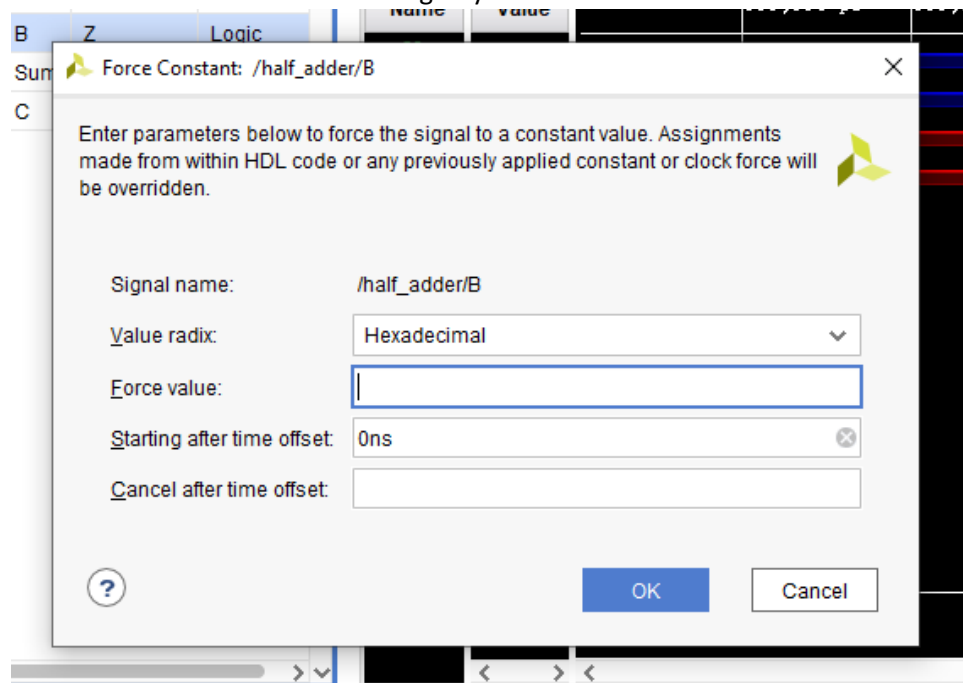 Name Value
B Z Logic
Sum
C
Force Constant: /half_adder/B
Enter parameters below to force the signal to a constant value. Assignments
made from within HDL code or any previously applied constant or clock force will
be overridden.
Signal name: /half_adder/B
Value radix: Hexadecimal
Force value:
Starting after time offset: 0ns
Cancel after time offset:
?
OK Cancel